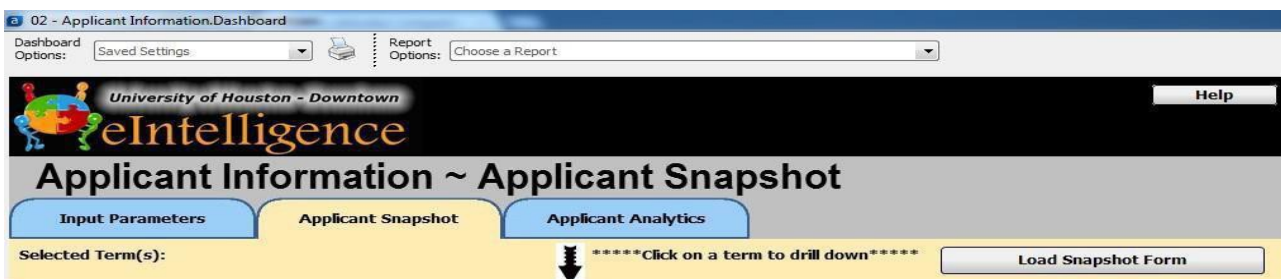 02 - Applicant Information.Dashboard
Dashboard Options: Saved Settings Report Options: Choose a Report
University of Houston - Downtown
Help
eIntelligence
Applicant Information ~ Applicant Snapshot
Input Parameters Applicant Snapshot Applicant Analytics
Selected Term(s): *****Click on a term to drill down***** Load Snapshot Form